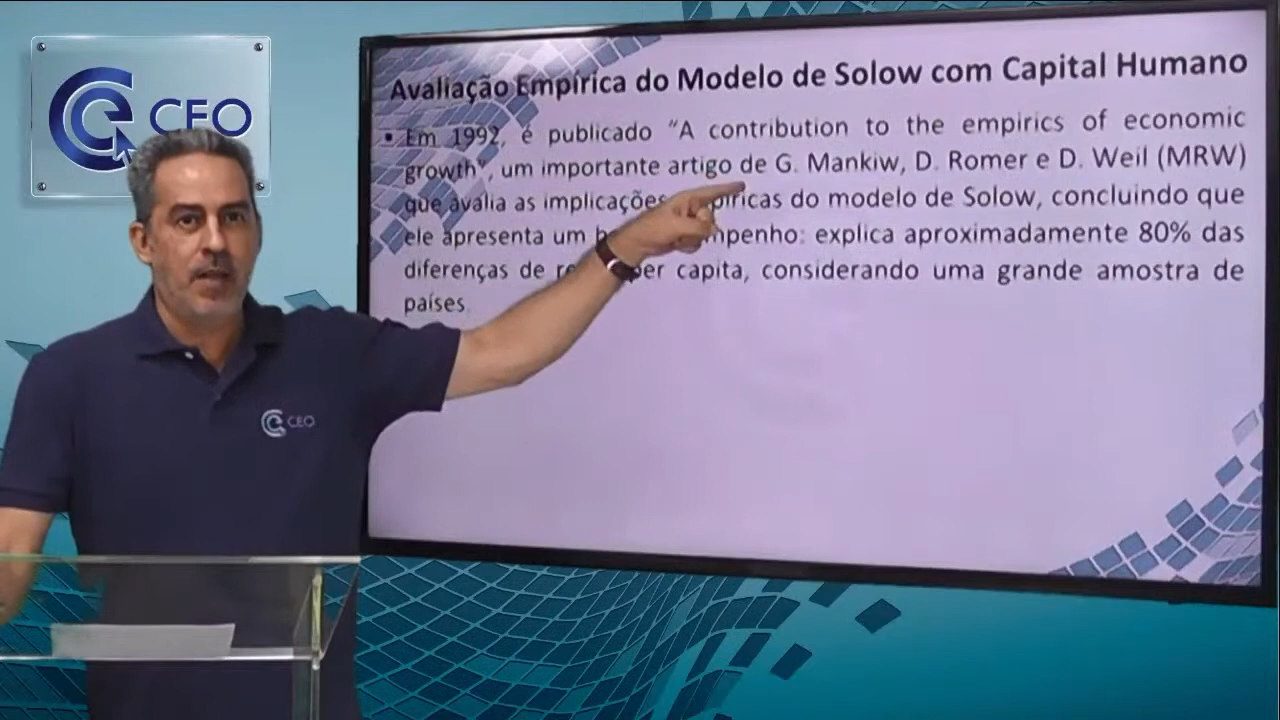 CEO
Avaliação Empírica do Modelo de Solow com Capital Humano
▪ Em 1992, é publicado “A contribution to the empirics of economic
growth”, um importante artigo de G. Mankiw, D. Romer e D. Weil (MRW)
que avalia as implicações do modelo de Solow, concluindo que
ele apresenta um explica aproximadamente 80% das
diferenças de per capita, considerando uma grande amostra de
países.
CEO